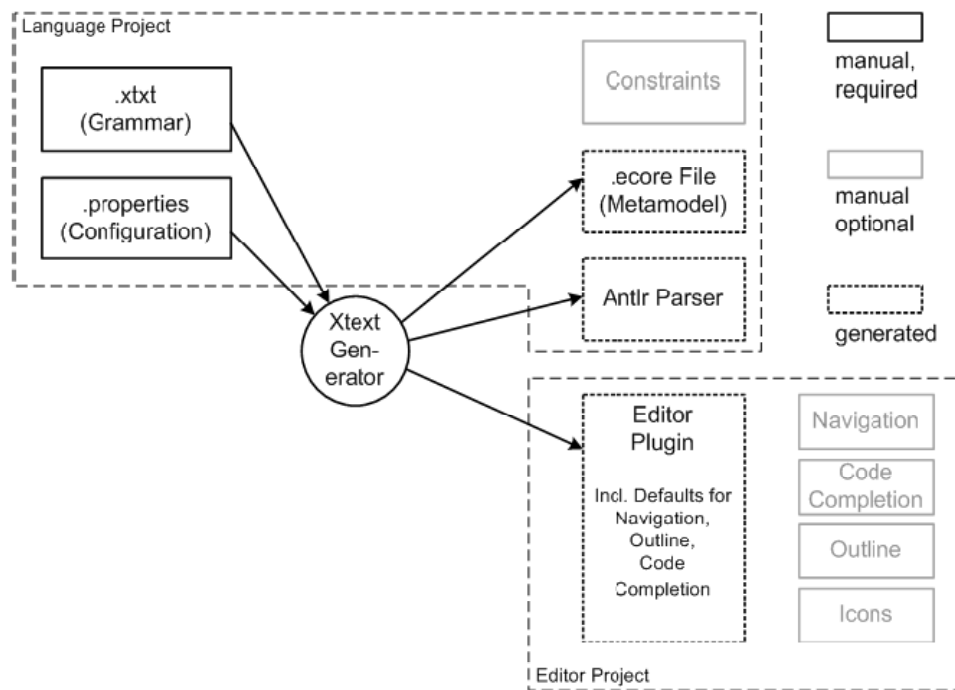 Language Project
.xtxt
(Grammar)
.properties
(Configuration)
Xtext
Gen-
erator
Constraints
.ecore File
(Metamodel)
Antlr Parser
manual,
required
manual
optional
generated
Editor
Plugin
Incl. Defaults for
Navigation,
Outline,
Code
Completion
Navigation
Code
Completion
Outline
Icons
Editor Project